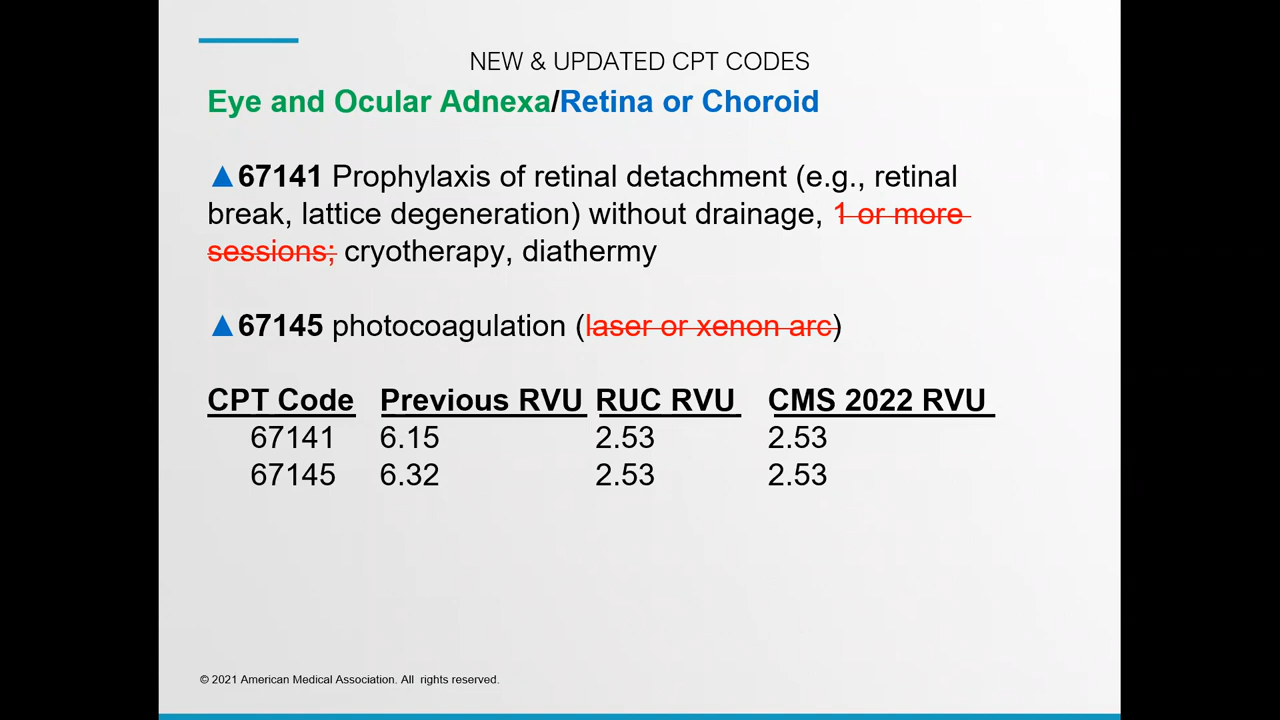 NEW & UPDATED CPT CODES
Eye and Ocular Adnexa/Retina or Choroid
▲67141 Prophylaxis of retinal detachment (e.g., retinal
break, lattice degeneration) without drainage, 1 or more
sessions; cryotherapy, diathermy
▲67145 photocoagulation (laser or xenon arc)
CPT Code Previous RVU RUC RVU CMS 2022 RVU
67141 6.15 2.53 2.53
67145 6.32 2.53 2.53
© 2021 American Medical Association. All rights reserved.